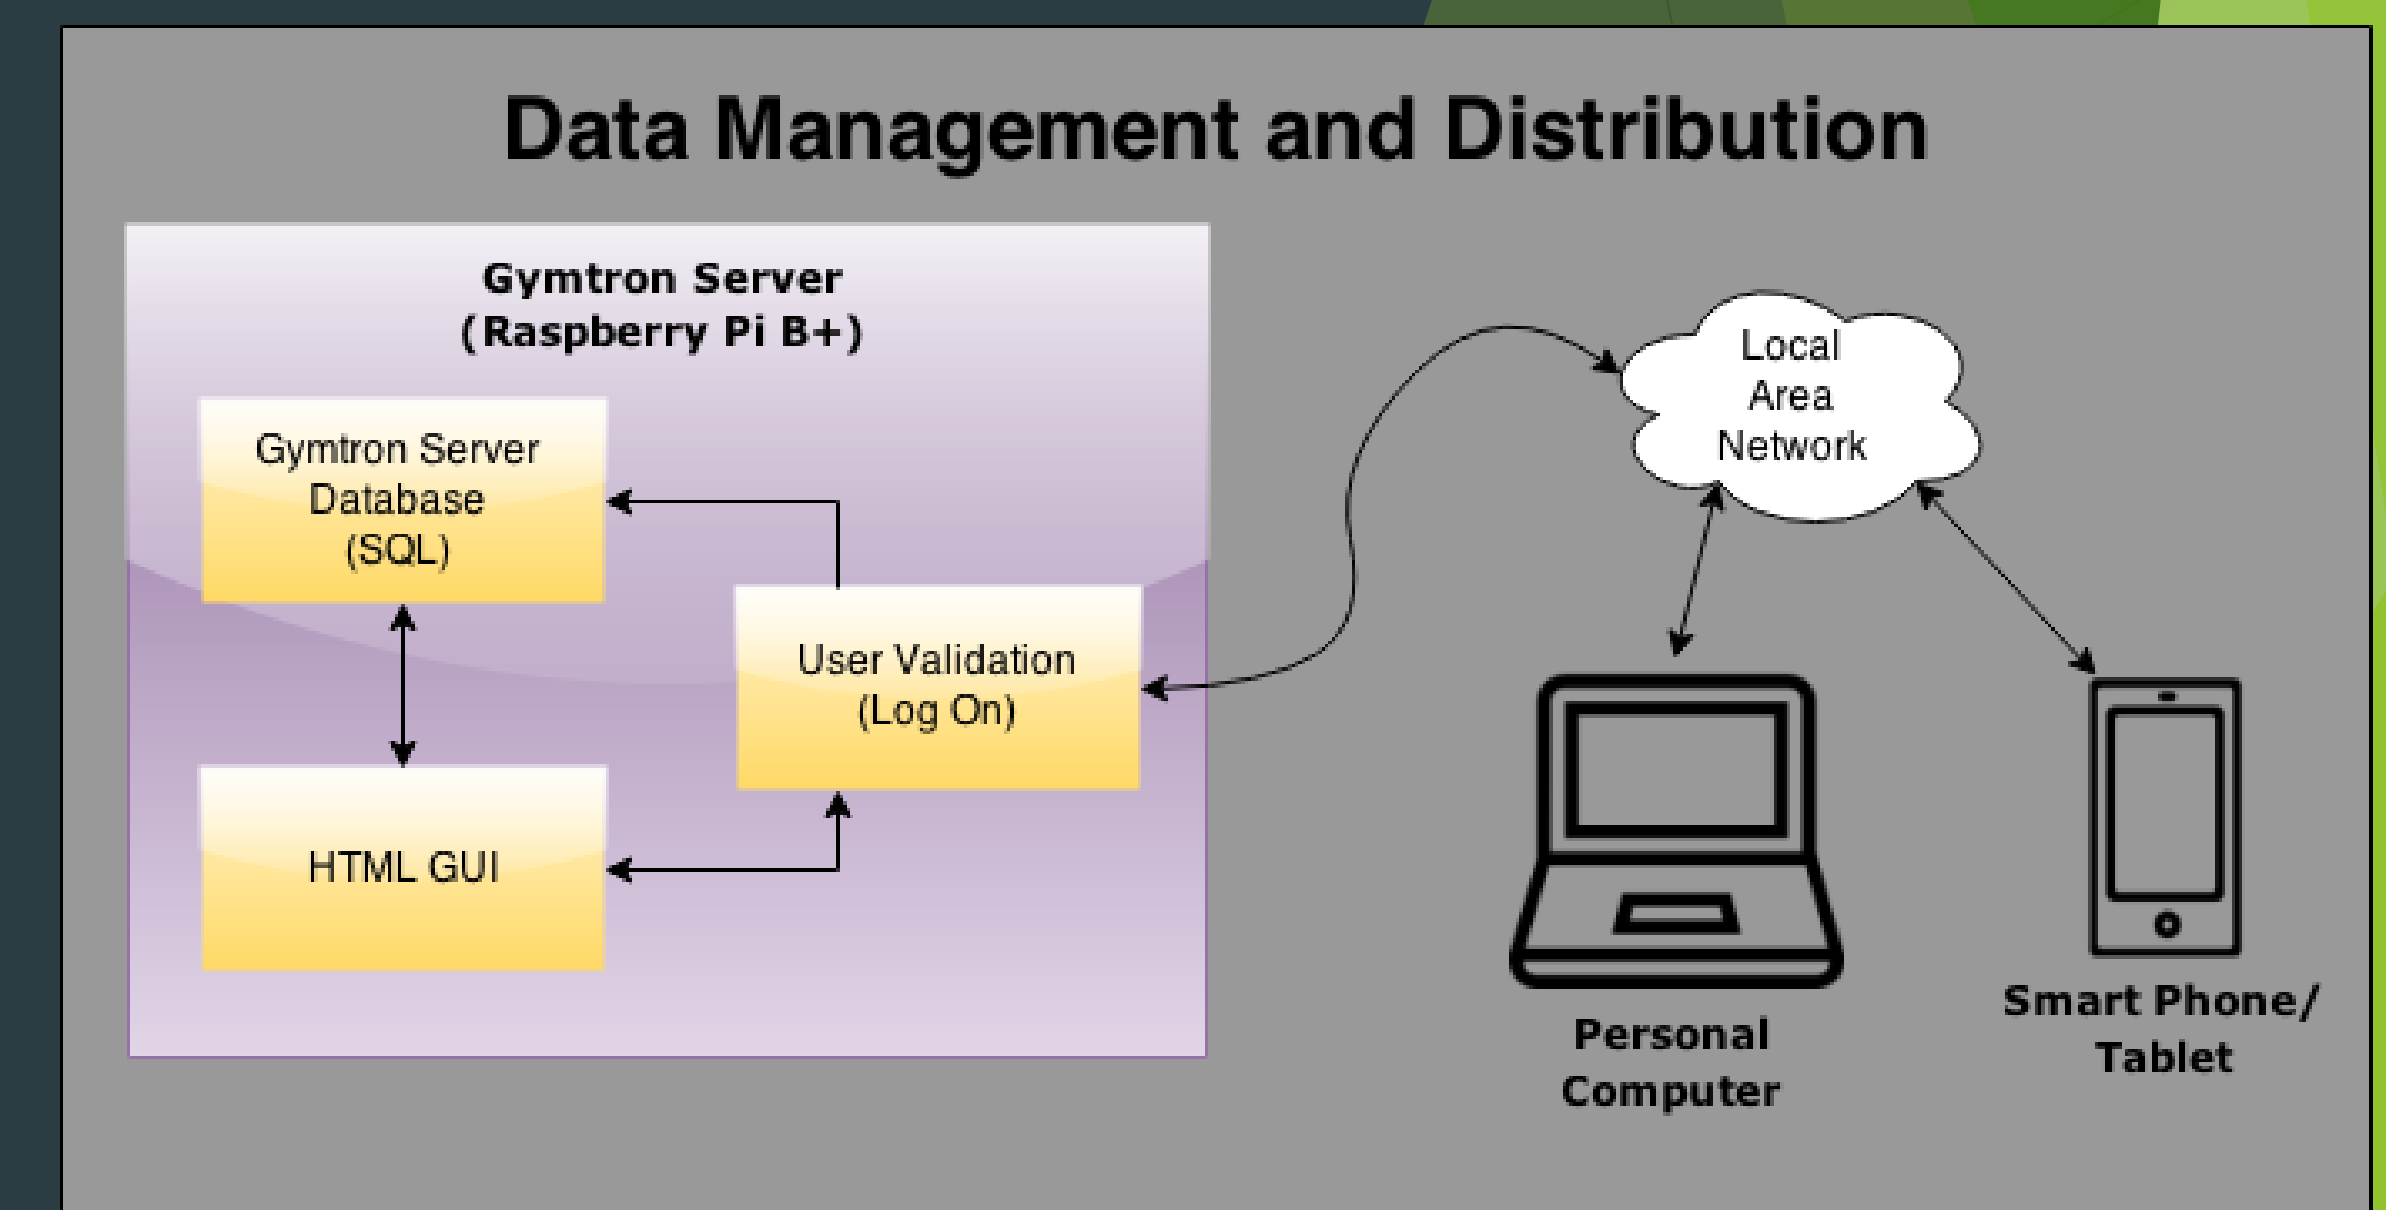 Data Management and Distribution
Gymtron Server
(Raspberry Pi B+)
Gymtron Server
Database
(SQL)
User Validation
(Log On)
HTML GUI
Local
Area
Network
Personal
Computer
Smart Phone/
Tablet